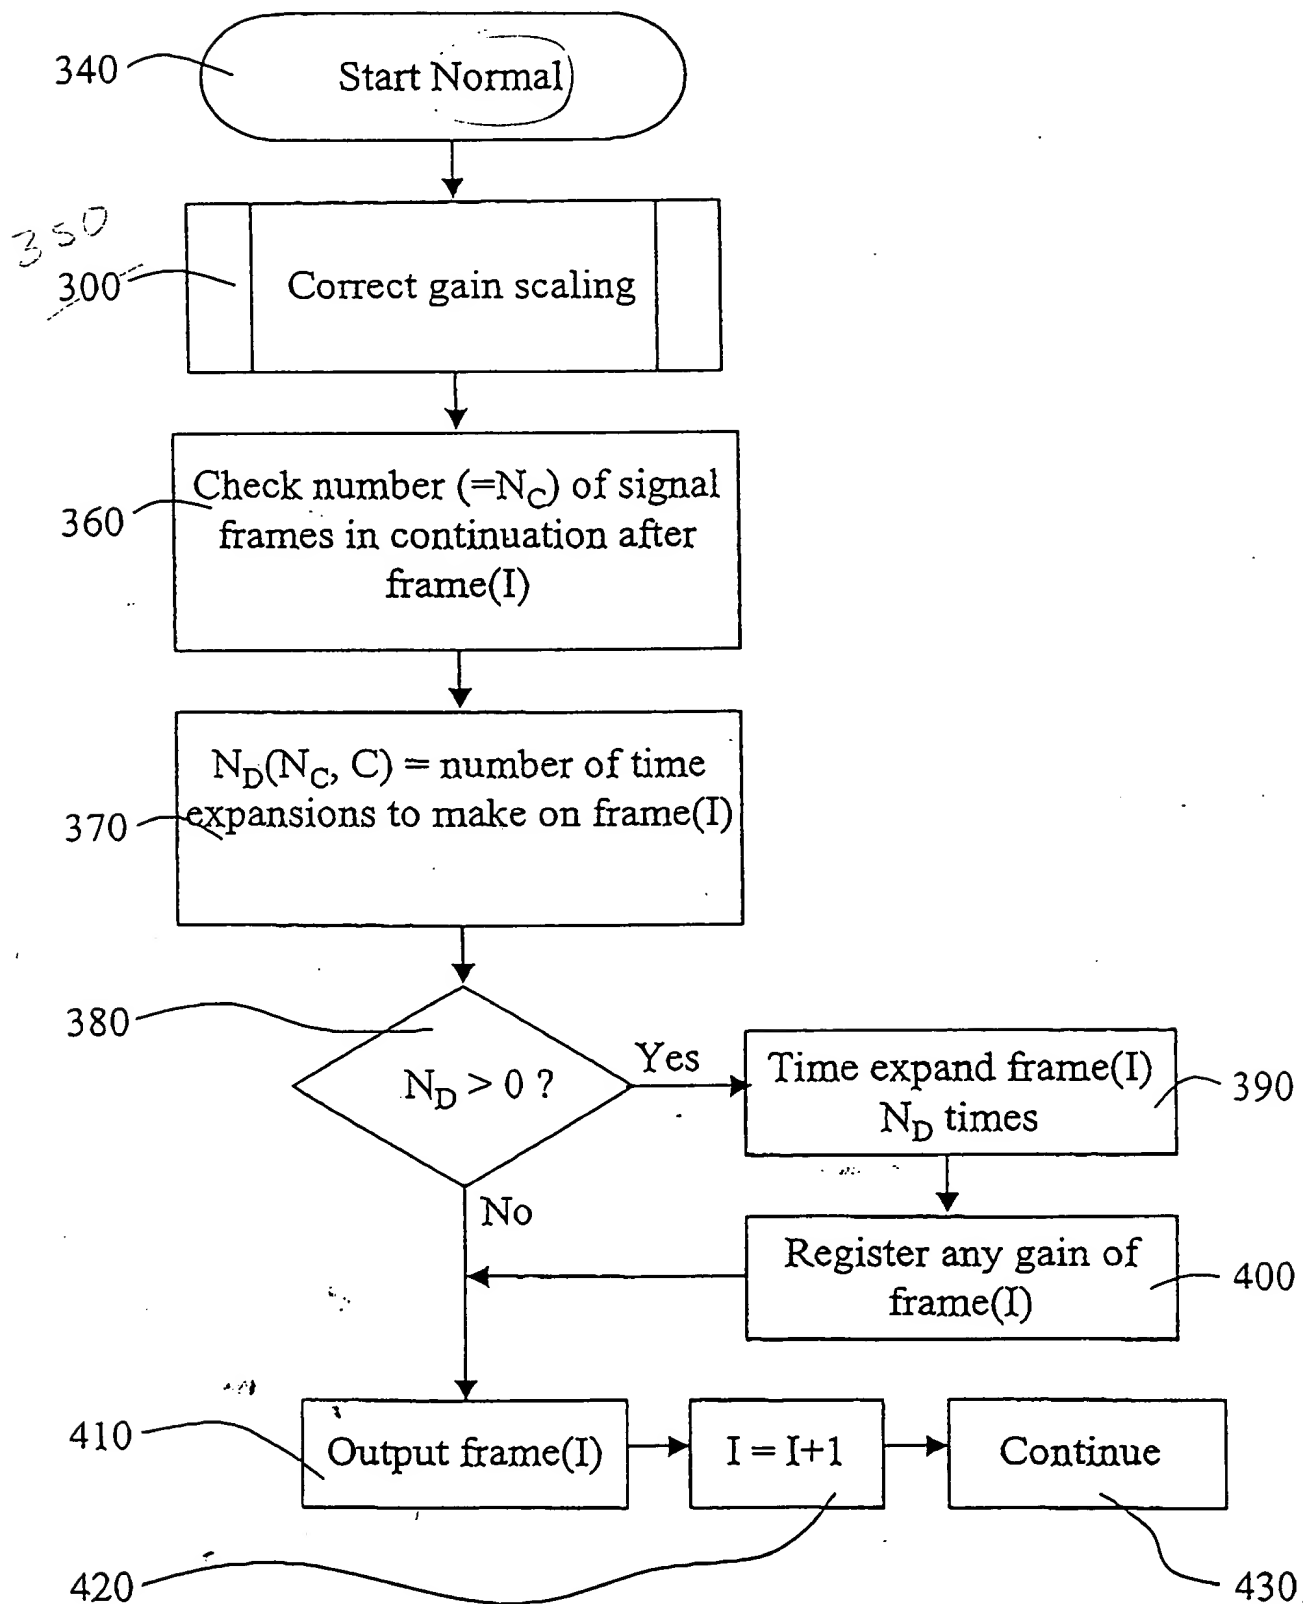 340
Start Normal
350
300
Correct gain scaling
360
Check number (=N_C) of signal
frames in continuation after
frame(I)
370
N_D(N_C, C) = number of time
expansions to make on frame(I)
380
N_D > 0 ?
Yes
Time expand frame(I)
N_D times
390
No
Register any gain of
frame(I)
400
410
Output frame(I)
I = I+1
Continue
420
430